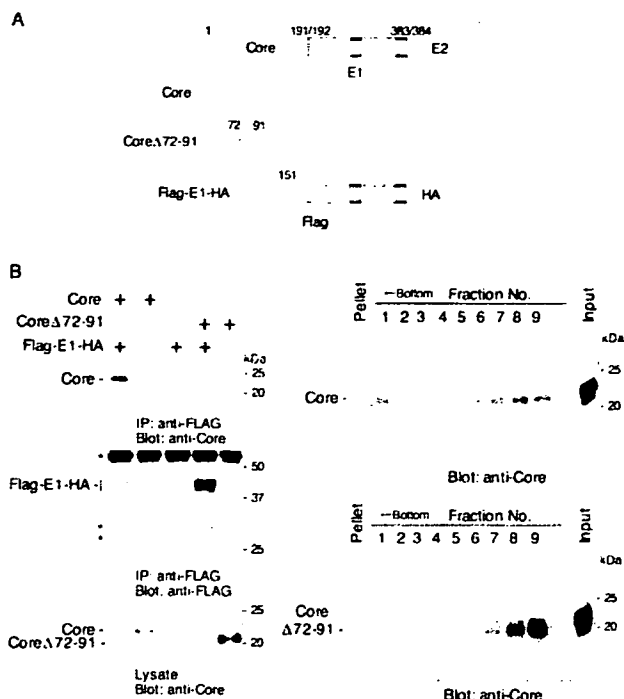 A
1 191/192 383/384
Core E2
E1
Core
72 91
CoreΔ72-91
151
Flag-E1-HA HA
Flag
B
Core + +
CoreΔ72-91 + +
Flag-E1-HA + + +
kDa
Core - - 25
- 20
IP: anti-FLAG
Blot: anti-Core
- 50
Flag-E1-HA - - 37
- 25
IP: anti-FLAG
Blot: anti-FLAG
- 25
Core -
CoreΔ72-91 - - 20
Lysate
Blot: anti-Core
Pellet ←Bottom Fraction No. Input
1 2 3 4 5 6 7 8 9
kDa
- 25
Core - - 20
Blot: anti-Core
Pellet ←Bottom Fraction No. Input
1 2 3 4 5 6 7 8 9
kDa
- 25
Core
Δ72-91 - - 20
Blot: anti-Core